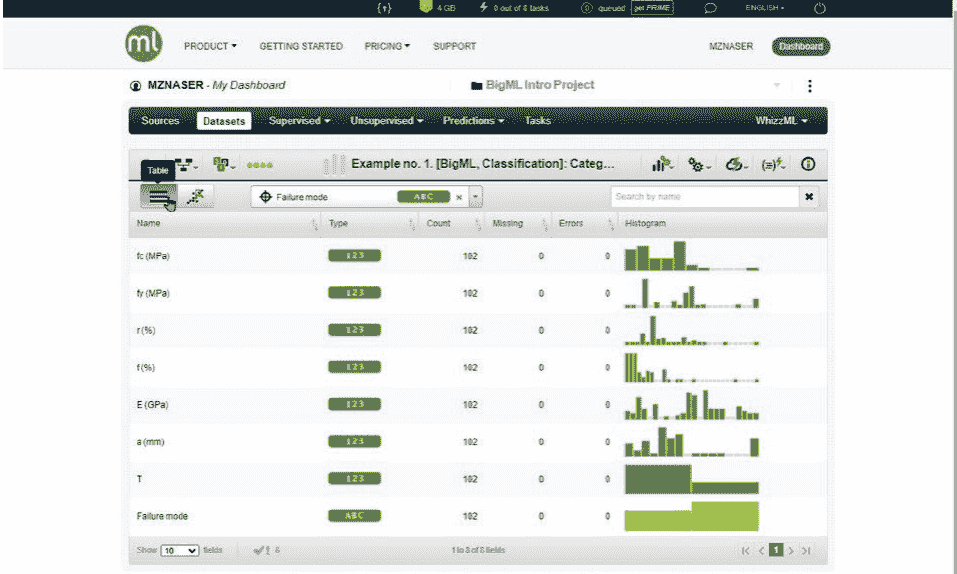 {↑} 4 GB 0 out of 8 tasks 0 queued get PRIME ENGLISH
ml PRODUCT GETTING STARTED PRICING SUPPORT MZNASER Dashboard
MZNASER - My Dashboard BigML Intro Project
Sources Datasets Supervised Unsupervised Predictions Tasks WhizzML
Table Example no. 1. [BigML, Classification]: Categ...
Failure mode ABC × Search by name
Name Type Count Missing Errors Histogram
fc (MPa) 123 102 0 0
fy (MPa) 123 102 0 0
r (%) 123 102 0 0
f (%) 123 102 0 0
E (GPa) 123 102 0 0
a (mm) 123 102 0 0
T 123 102 0 0
Failure mode ABC 102 0 0
Show 10 fields 1 to 8 of 8 fields 1